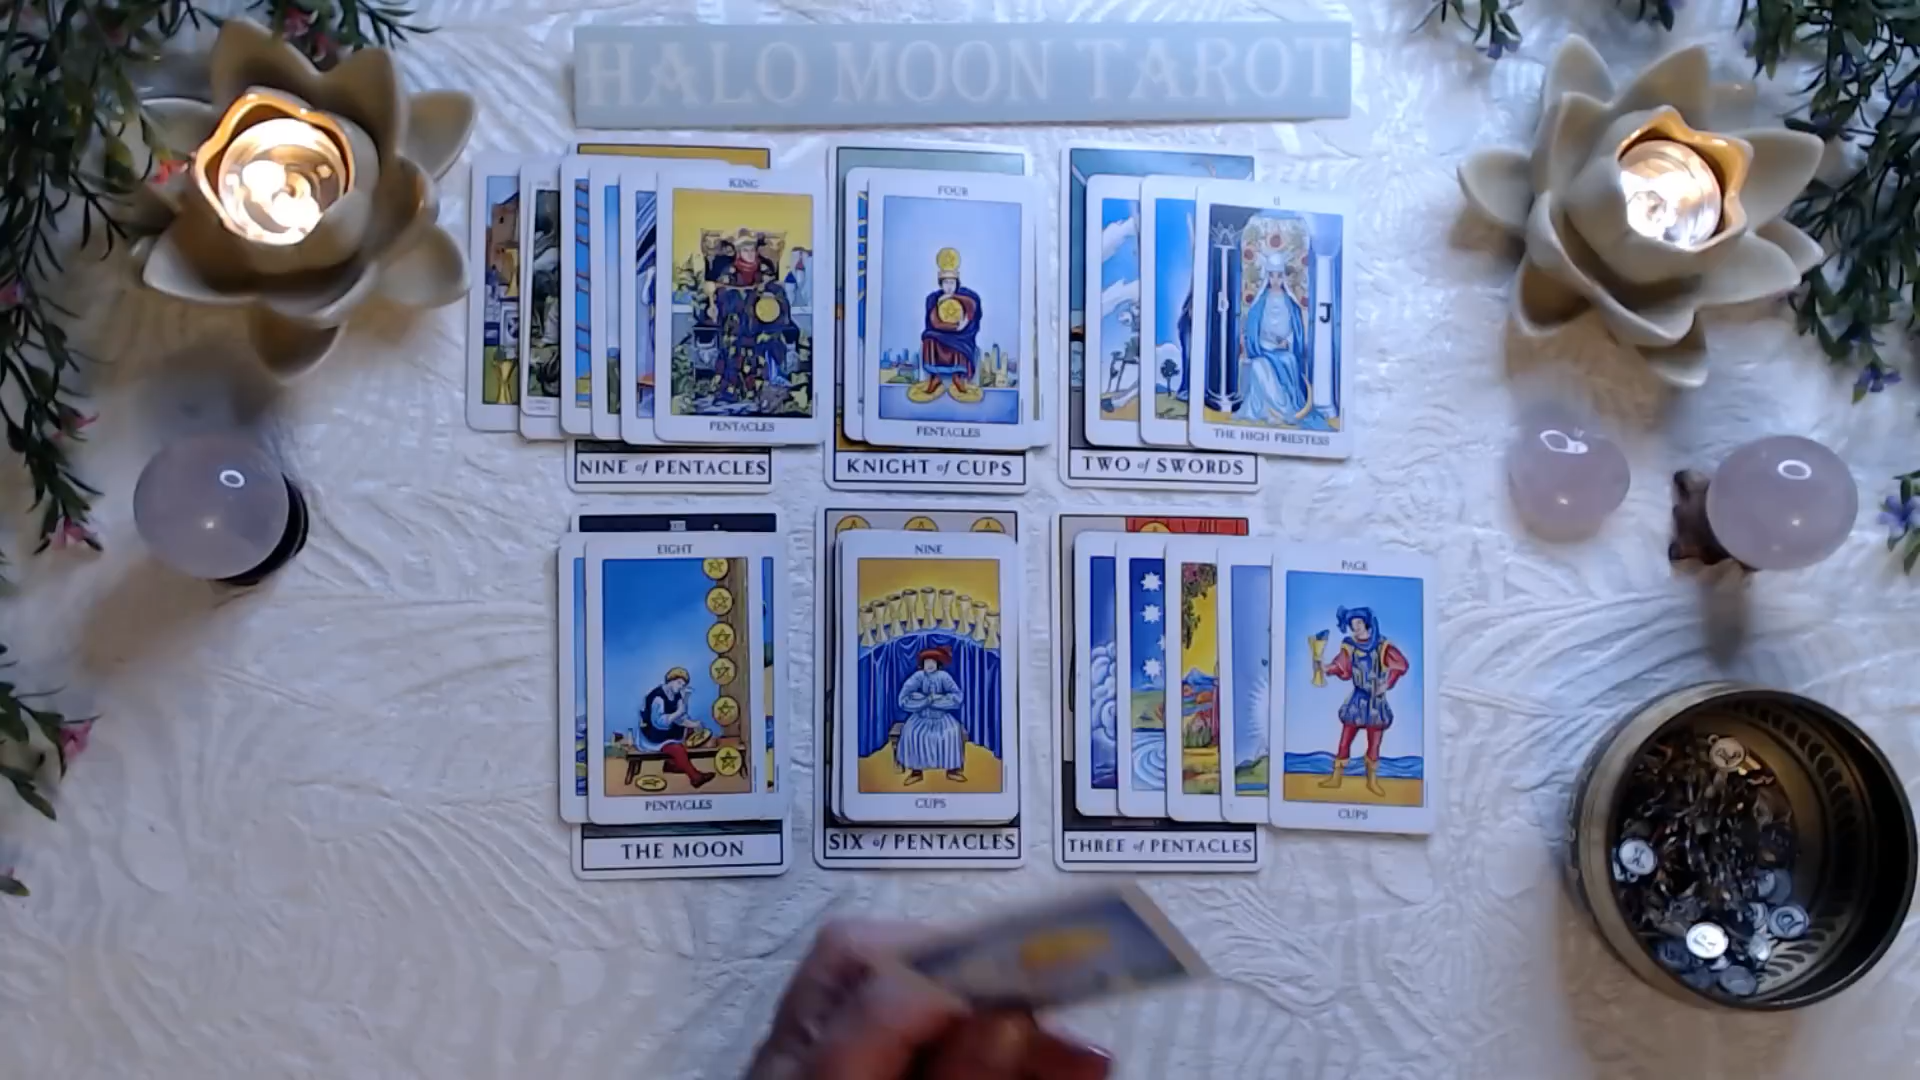 HALO MOON TAROT
KING
PENTACLES
NINE of PENTACLES
FOUR
PENTACLES
KNIGHT of CUPS
II
J
THE HIGH PRIESTESS
TWO of SWORDS
EIGHT
PENTACLES
THE MOON
NINE
CUPS
SIX of PENTACLES
PAGE
CUPS
THREE of PENTACLES